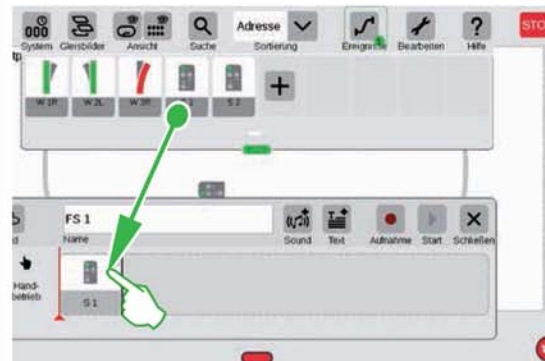 System Gleisbilder Ansicht Suche Adresse Sortierung Ereignisse Bearbeiten Hilfe STO
W 1R W 2L W 3R S 2
FS 1
Name Sound Text Aufnahme Start Schließen
Hand-
betrieb
S 1